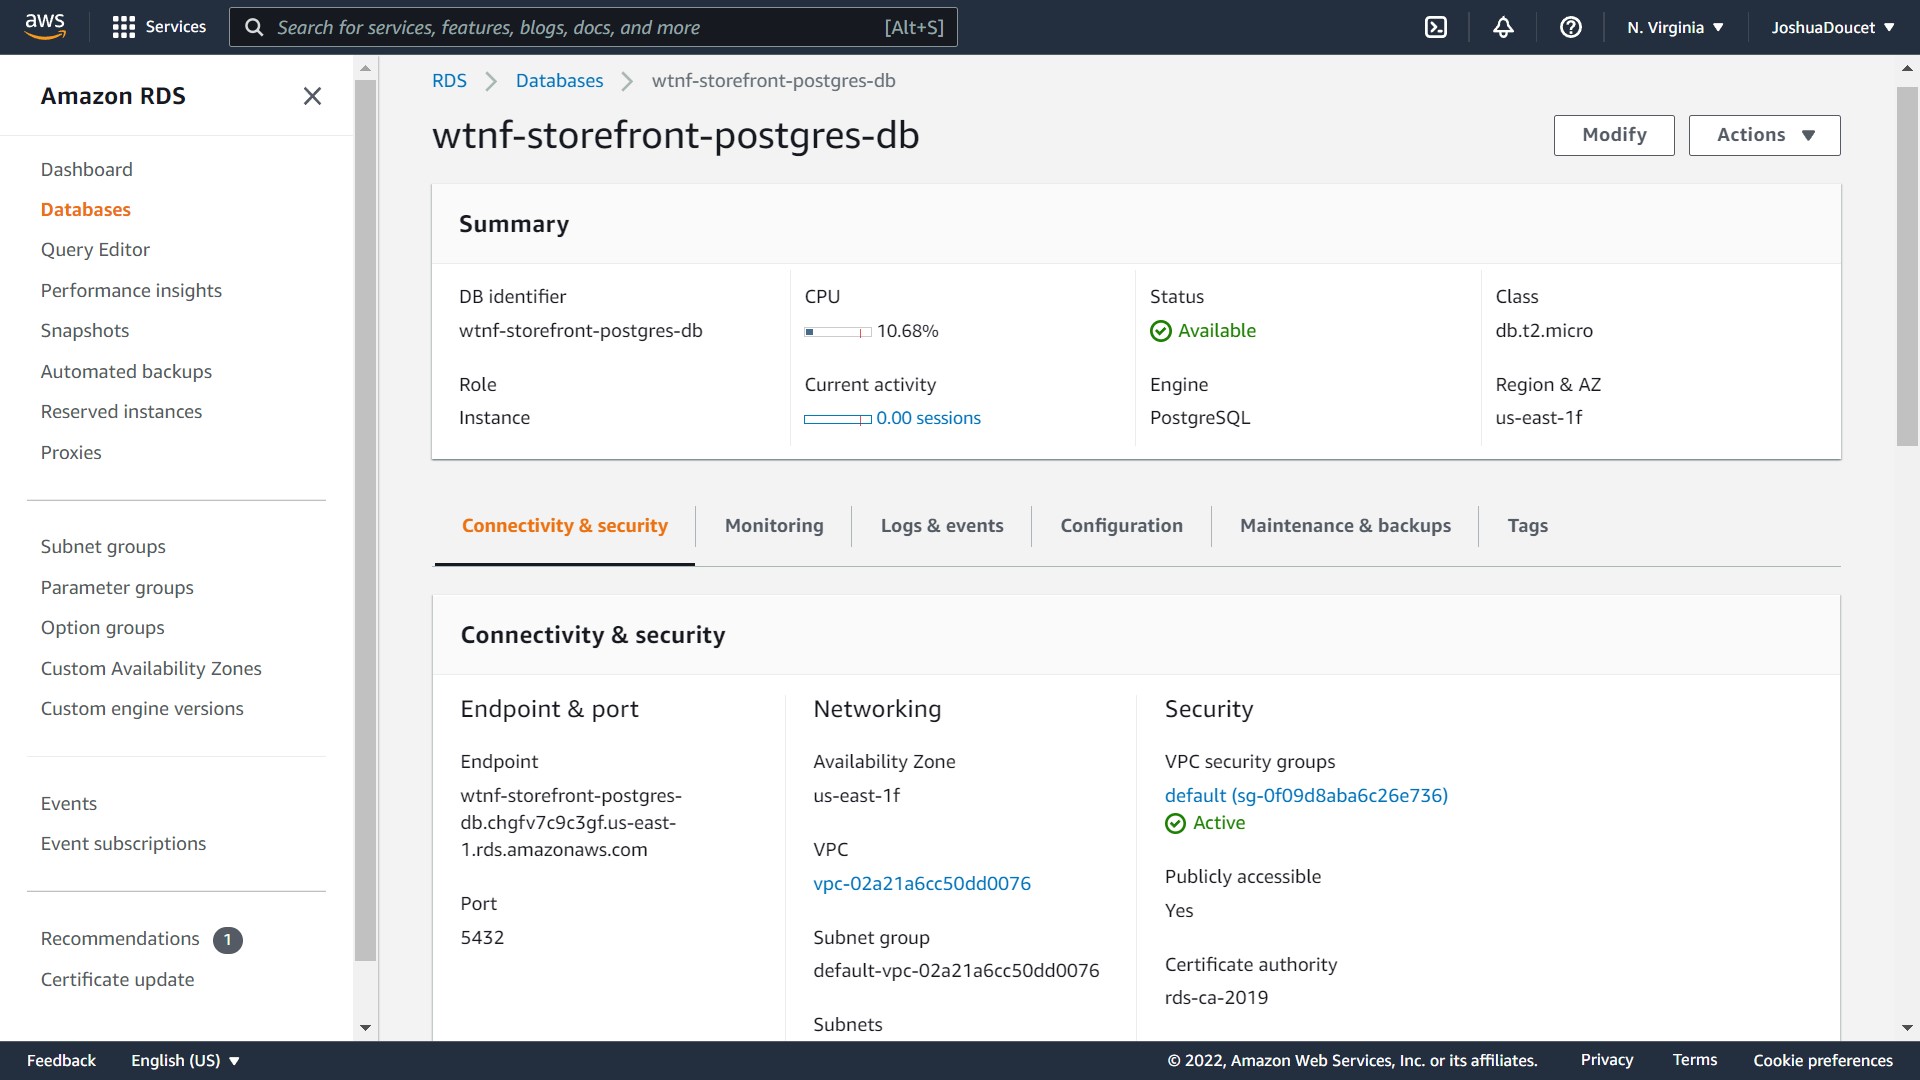 aws
Services
Search for services, features, blogs, docs, and more
[Alt+S]
N. Virginia
JoshuaDoucet
Amazon RDS
Dashboard
Databases
Query Editor
Performance insights
Snapshots
Automated backups
Reserved instances
Proxies
Subnet groups
Parameter groups
Option groups
Custom Availability Zones
Custom engine versions
Events
Event subscriptions
Recommendations 1
Certificate update
RDS
Databases
wtnf-storefront-postgres-db
wtnf-storefront-postgres-db
Modify
Actions
Summary
DB identifier
wtnf-storefront-postgres-db
CPU
10.68%
Status
Available
Class
db.t2.micro
Role
Instance
Current activity
0.00 sessions
Engine
PostgreSQL
Region & AZ
us-east-1f
Connectivity & security
Monitoring
Logs & events
Configuration
Maintenance & backups
Tags
Connectivity & security
Endpoint & port
Endpoint
wtnf-storefront-postgres-
db.chgfv7c9c3gf.us-east-
1.rds.amazonaws.com
Port
5432
Networking
Availability Zone
us-east-1f
VPC
vpc-02a21a6cc50dd0076
Subnet group
default-vpc-02a21a6cc50dd0076
Subnets
Security
VPC security groups
default (sg-0f09d8aba6c26e736)
Active
Publicly accessible
Yes
Certificate authority
rds-ca-2019
Feedback
English (US)
© 2022, Amazon Web Services, Inc. or its affiliates.
Privacy
Terms
Cookie preferences